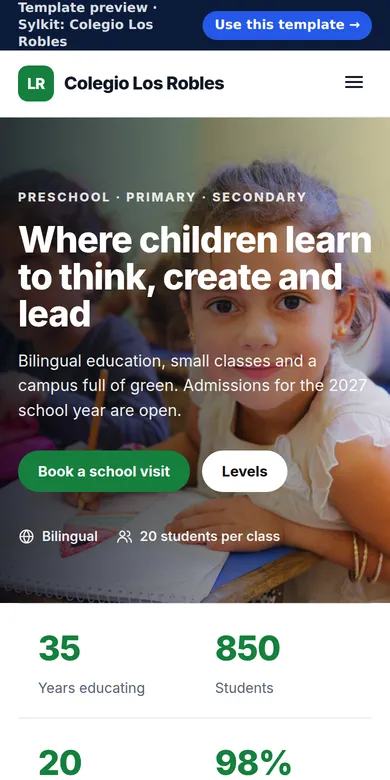 Template preview ·
Sylkit: Colegio Los
Robles
Use this template →
LR
Colegio Los Robles
PRESCHOOL · PRIMARY · SECONDARY
Where children learn
to think, create and
lead
Bilingual education, small classes and a
campus full of green. Admissions for the 2027
school year are open.
Book a school visit
Levels
Bilingual
20 students per class
35
850
Years educating
Students
20
98%